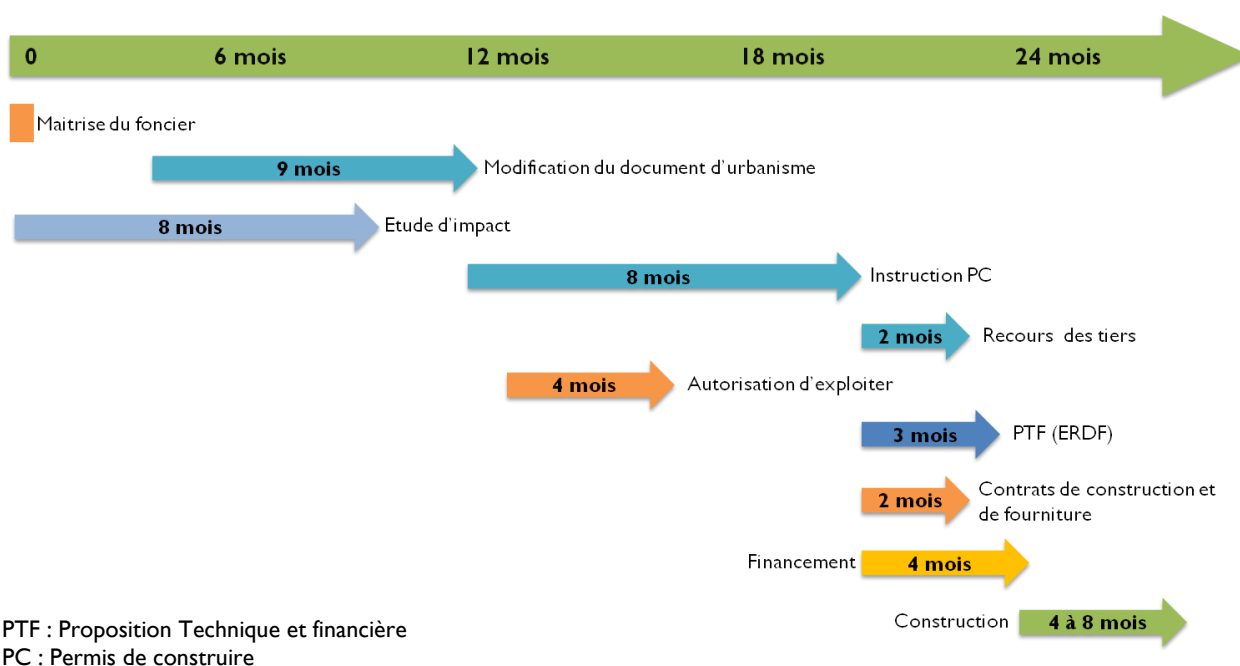 0 6 mois 12 mois 18 mois 24 mois
Maitrise du foncier
9 mois Modification du document d'urbanisme
8 mois Etude d'impact
8 mois Instruction PC
2 mois Recours des tiers
4 mois Autorisation d'exploiter
3 mois PTF (ERDF)
2 mois Contrats de construction et
de fourniture
Financement 4 mois
Construction 4 à 8 mois
PTF : Proposition Technique et financière
PC : Permis de construire